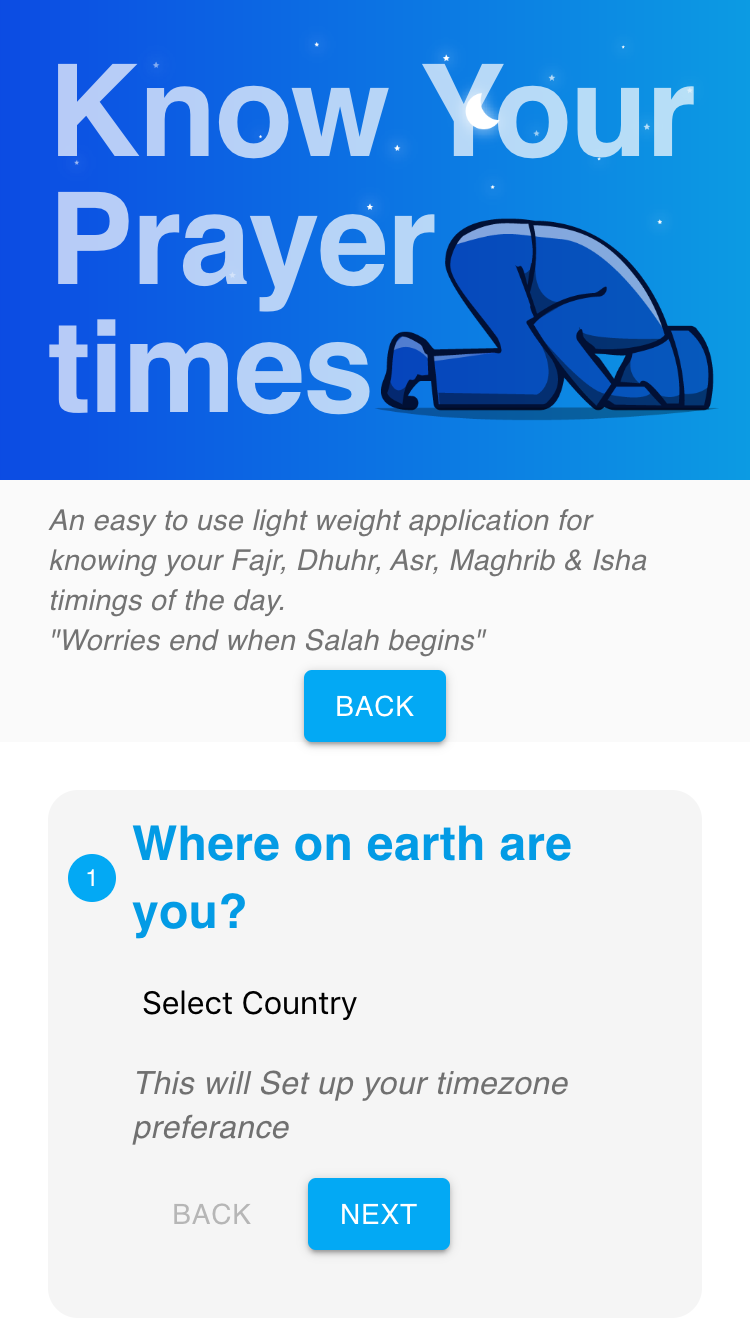 Know Your
Prayer
times
An easy to use light weight application for
knowing your Fajr, Dhuhr, Asr, Maghrib & Isha
timings of the day.
"Worries end when Salah begins"
BACK
1
Where on earth are
you?
Select Country
This will Set up your timezone
preferance
BACK
NEXT